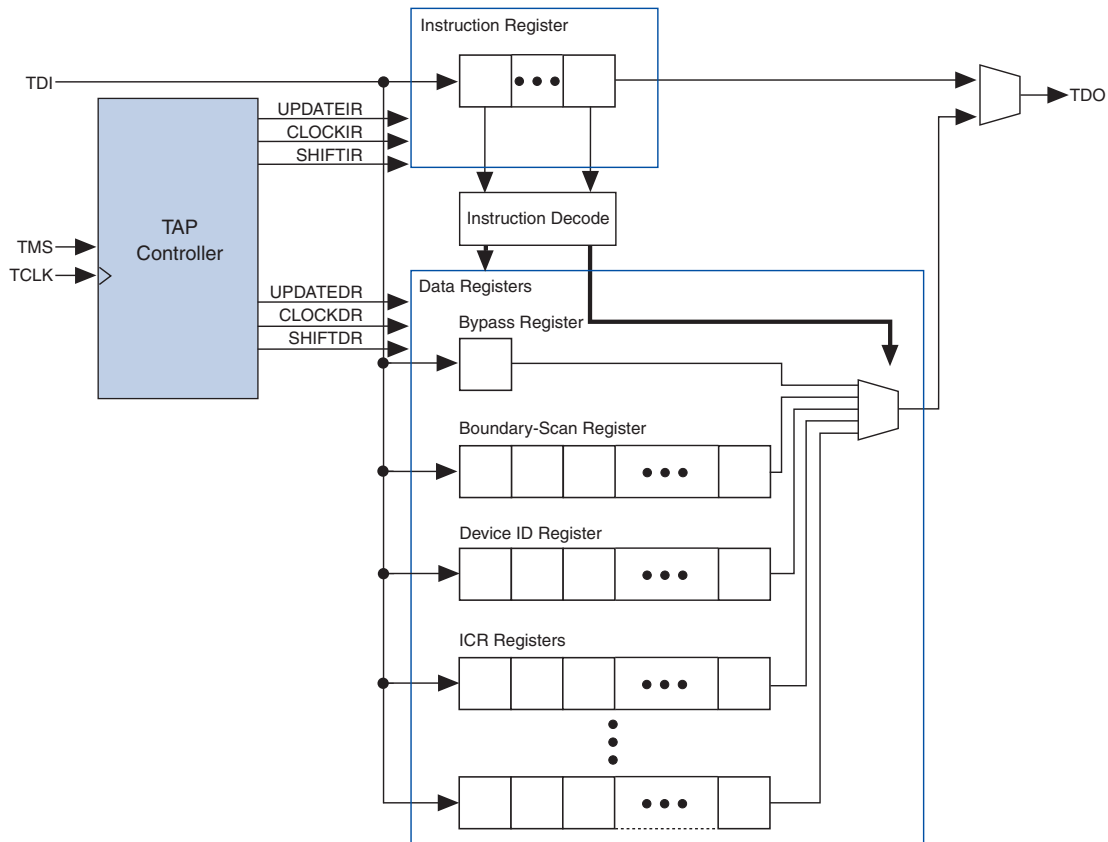 Instruction Register
TDI
TDO
UPDATEIR
CLOCKIR
SHIFTIR
TAP
Controller
Instruction Decode
TMS
TCLK
UPDATEDR
CLOCKDR
SHIFTDR
Data Registers
Bypass Register
Boundary-Scan Register
Device ID Register
ICR Registers